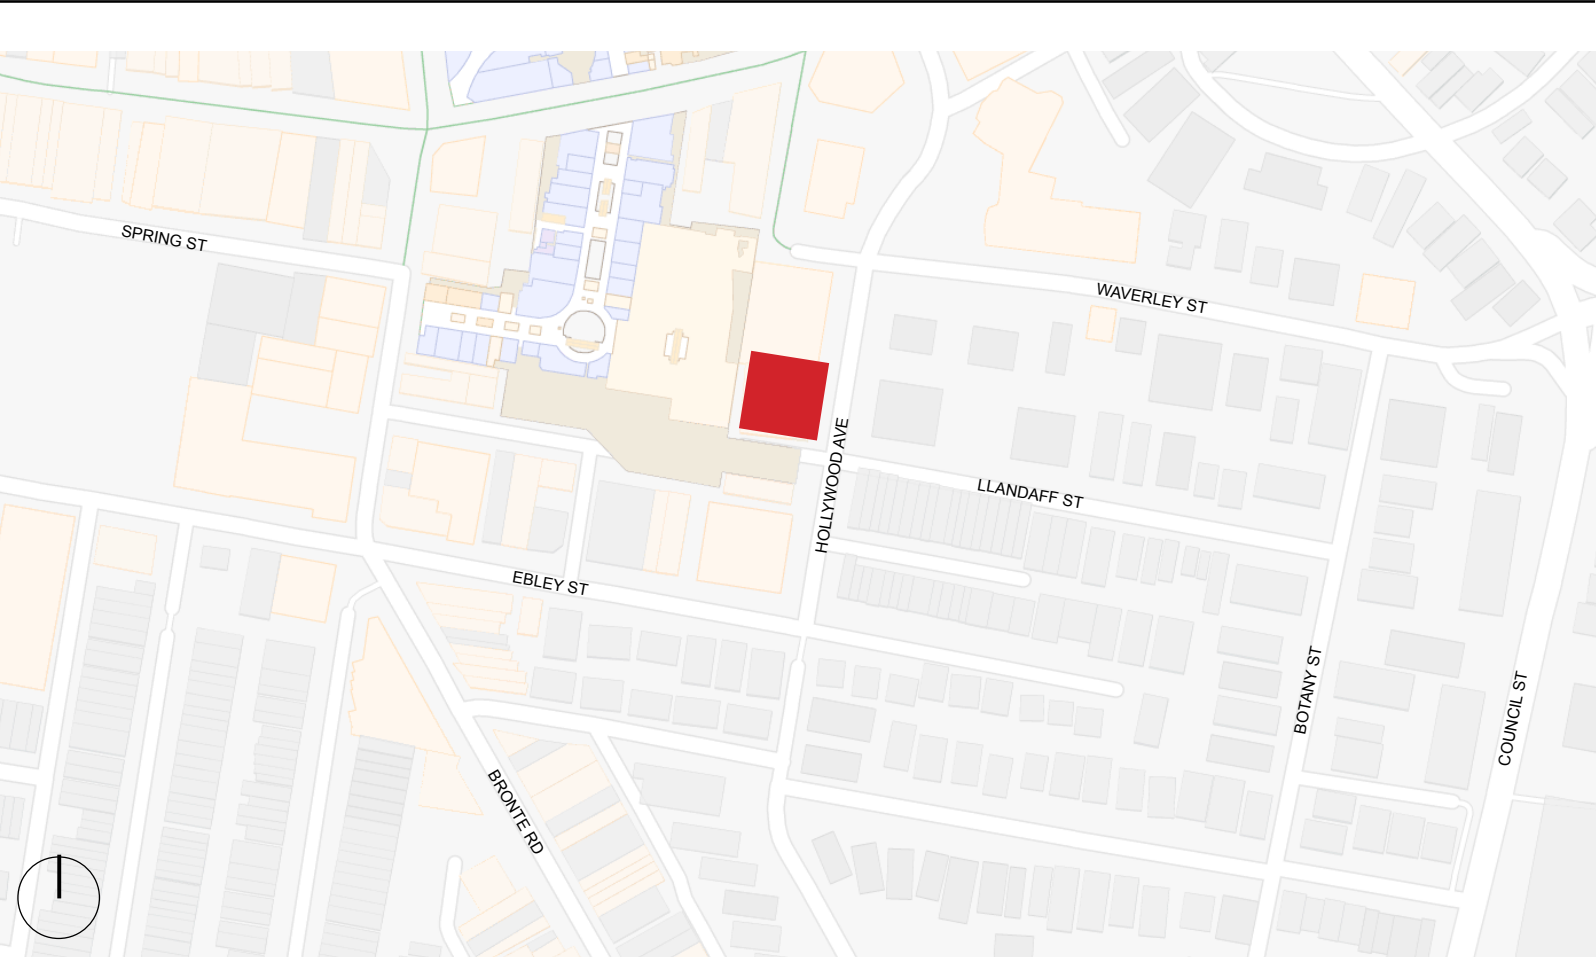 SPRING ST
WAVERLEY ST
HOLLYWOOD AVE
LLANDAFF ST
EBLEY ST
BOTANY ST
COUNCIL ST
BRONTE RD